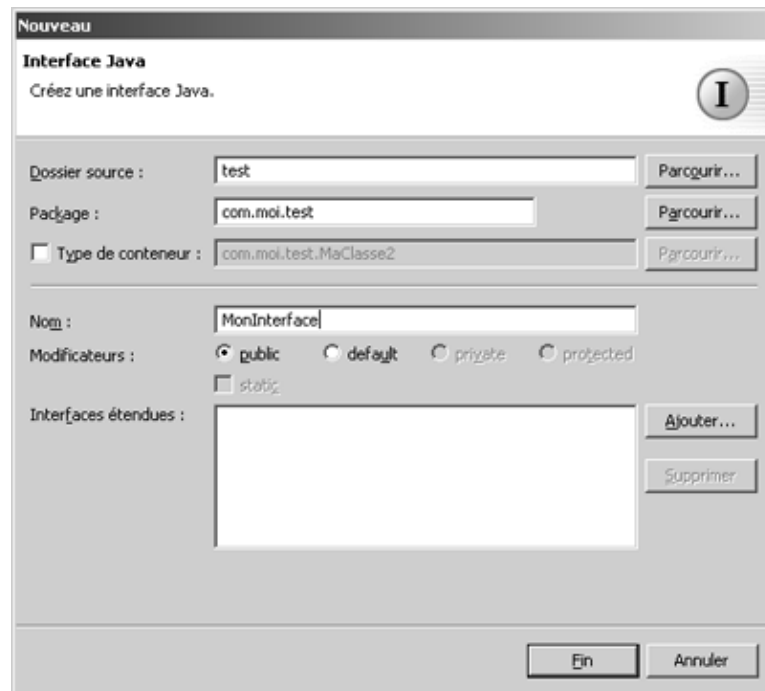 Nouveau
Interface Java
Créez une interface Java.
I
Dossier source : test Parcourir...
Package : com.moi.test Parcourir...
Type de conteneur : com.moi.test.MaClasse2 Parcourir...
Nom : MonInterface
Modificateurs : public default private protected
static
Interfaces étendues : Ajouter...
Supprimer
Fin Annuler